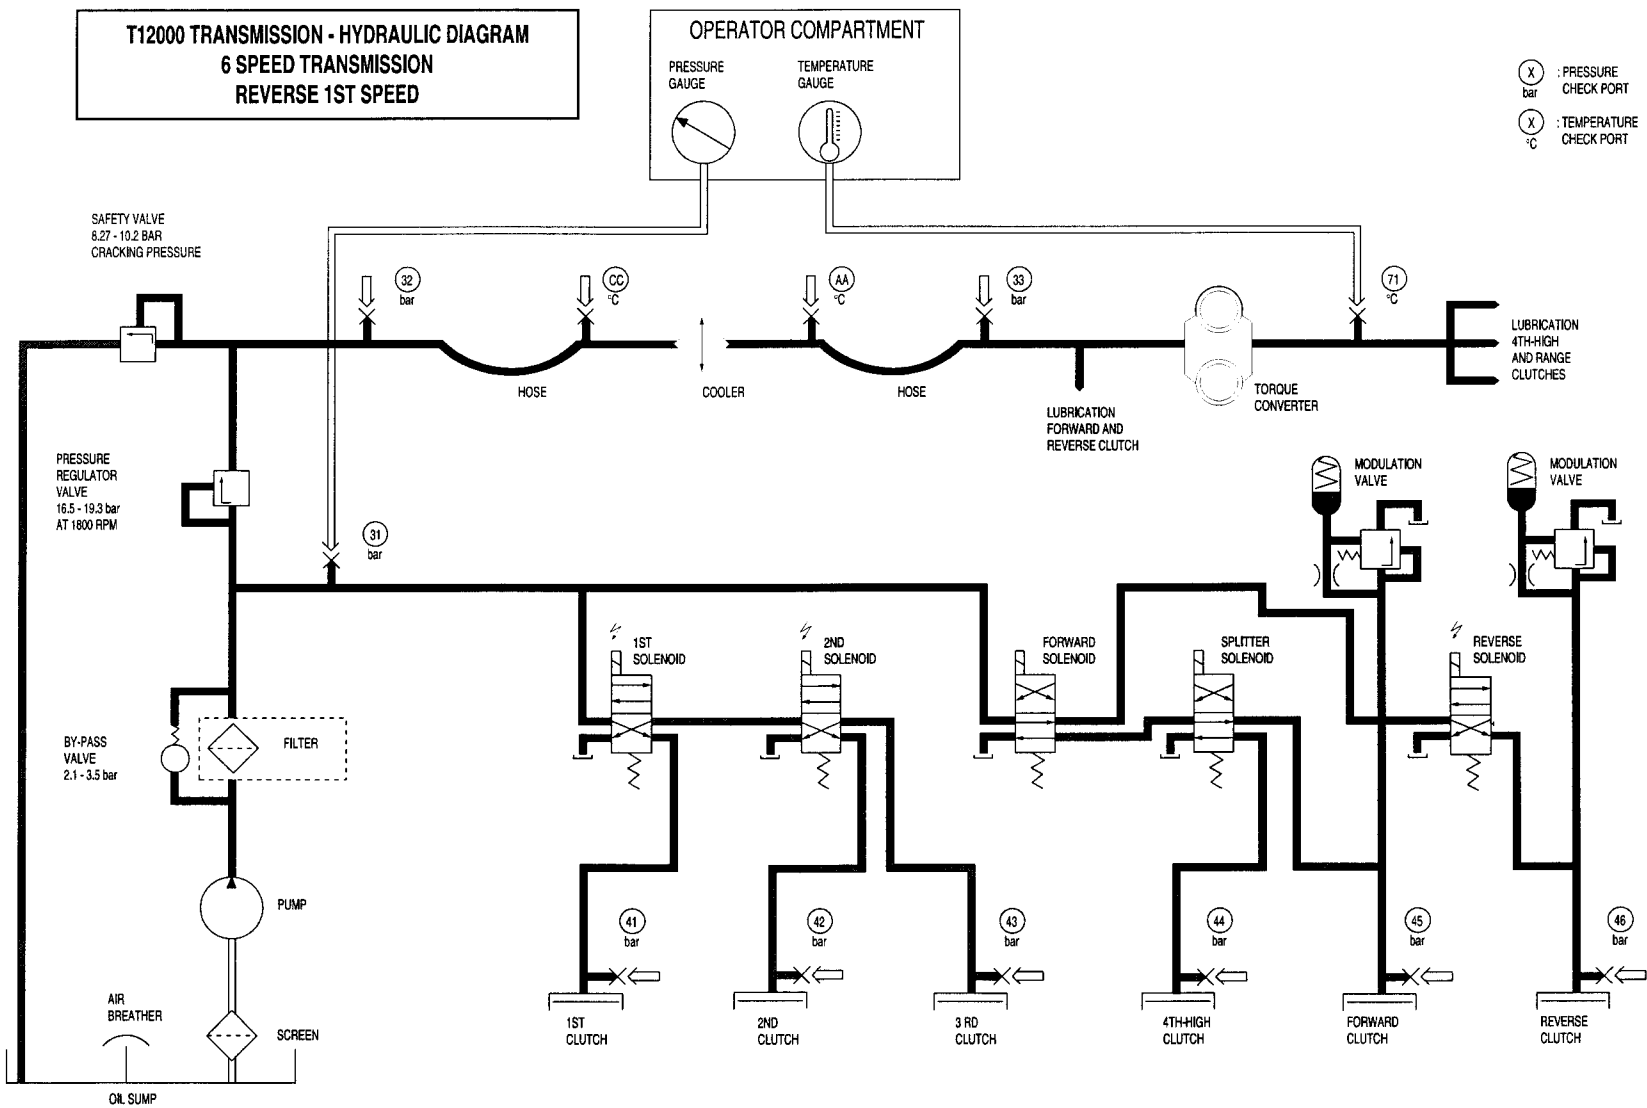 T12000 TRANSMISSION - HYDRAULIC DIAGRAM
6 SPEED TRANSMISSION
REVERSE 1ST SPEED
OPERATOR COMPARTMENT
PRESSURE
GAUGE
TEMPERATURE
GAUGE
X
bar
: PRESSURE
CHECK PORT
X
°C
: TEMPERATURE
CHECK PORT
SAFETY VALVE
8.27 - 10.2 BAR
CRACKING PRESSURE
32
bar
CC
°C
AA
°C
33
bar
71
°C
HOSE
COOLER
HOSE
LUBRICATION
FORWARD AND
REVERSE CLUTCH
TORQUE
CONVERTER
LUBRICATION
4TH-HIGH
AND RANGE
CLUTCHES
PRESSURE
REGULATOR
VALVE
16.5 - 19.3 bar
AT 1800 RPM
31
bar
MODULATION
VALVE
MODULATION
VALVE
1ST
SOLENOID
2ND
SOLENOID
FORWARD
SOLENOID
SPLITTER
SOLENOID
REVERSE
SOLENOID
BY-PASS
VALVE
2.1 - 3.5 bar
FILTER
PUMP
41
bar
42
bar
43
bar
44
bar
45
bar
46
bar
AIR
BREATHER
SCREEN
OIL SUMP
1ST
CLUTCH
2ND
CLUTCH
3 RD
CLUTCH
4TH-HIGH
CLUTCH
FORWARD
CLUTCH
REVERSE
CLUTCH